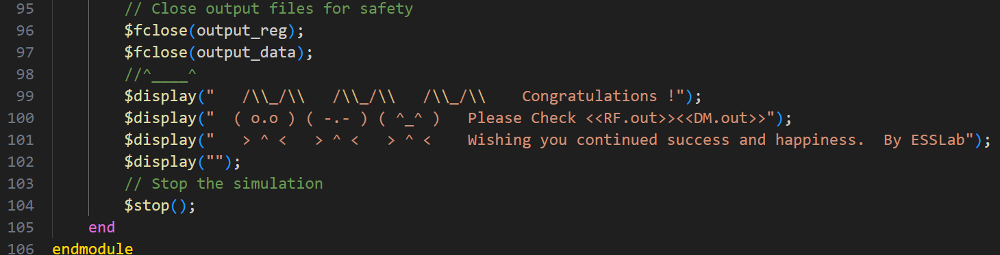 95        // Close output files for safety
96        $fclose(output_reg);
97        $fclose(output_data);
98        //^____^
99        $display("   /\\_/\\   /\\_/\\   /\\_/\\    Congratulations !");
100        $display("  ( o.o ) ( -.- ) ( ^_^ )   Please Check <<RF.out>><<DM.out>>");
101        $display("   > ^ <   > ^ <   > ^ <    Wishing you continued success and happiness.  By ESSLab");
102        $display("");
103        // Stop the simulation
104        $stop();
105    end
106 endmodule